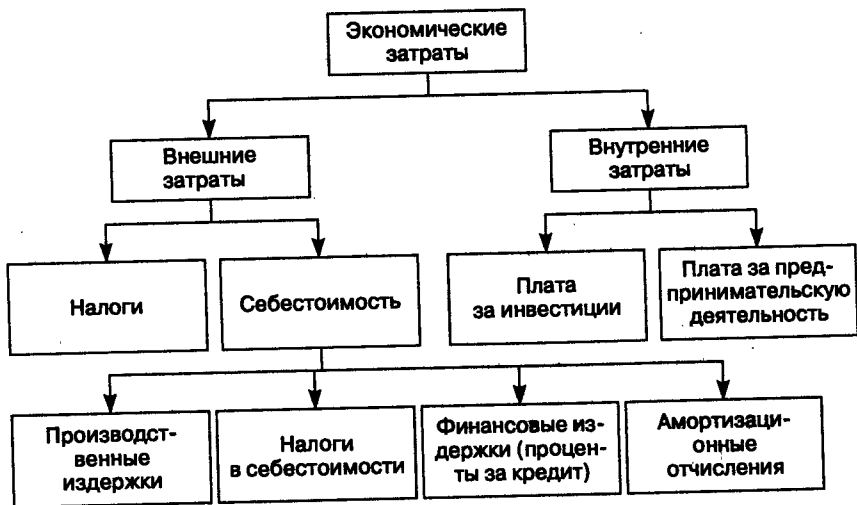 Экономические
затраты
Внешние
затраты
Внутренние
затраты
Налоги
Себестоимость
Плата
за инвестиции
Плата за пред-
принимательскую
деятельность
Производст-
венные
издержки
Налоги
в себестоимости
Финансовые из-
держки (процен-
ты за кредит)
Амортизаци-
онные
отчисления